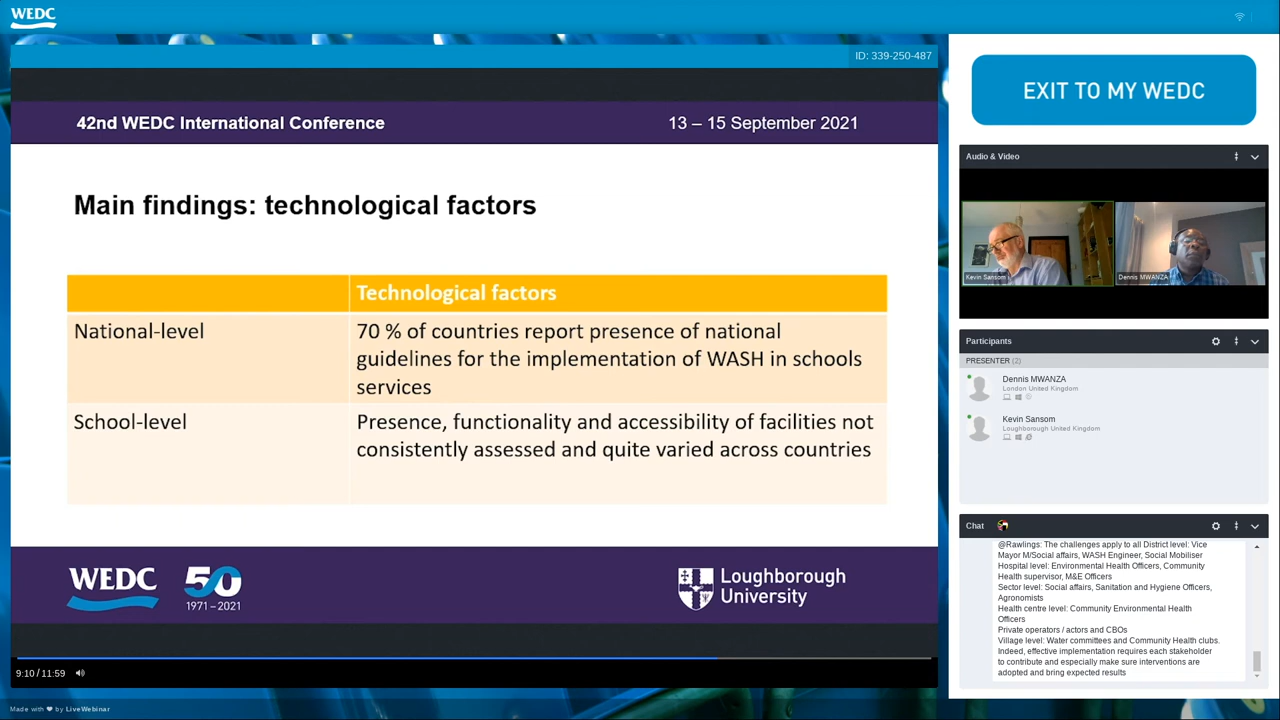 WEDC
ID: 339-250-487
42nd WEDC International Conference
13 – 15 September 2021
Main findings: technological factors
Technological factors
National-level
70 % of countries report presence of national
guidelines for the implementation of WASH in schools
services
School-level
Presence, functionality and accessibility of facilities not
consistently assessed and quite varied across countries
WEDC
50
1971–2021
Loughborough
University
9:10 / 11:59
Made with ❤ by LiveWebinar
EXIT TO MY WEDC
Audio & Video
Kevin Sansom
Dennis MWANZA
Participants
PRESENTER (2)
Dennis MWANZA
London United Kingdom
Kevin Sansom
Loughborough United Kingdom
Chat
@Rawlings: The challenges apply to all District level: Vice
Mayor M/Social affairs, WASH Engineer, Social Mobiliser
Hospital level: Environmental Health Officers, Community
Health supervisor, M&E Officers
Sector level: Social affairs, Sanitation and Hygiene Officers,
Agronomists
Health centre level: Community Environmental Health
Officers
Private operators / actors and CBOs
Village level: Water committees and Community Health clubs.
Indeed, effective implementation requires each stakeholder
to contribute and especially make sure interventions are
adopted and bring expected results